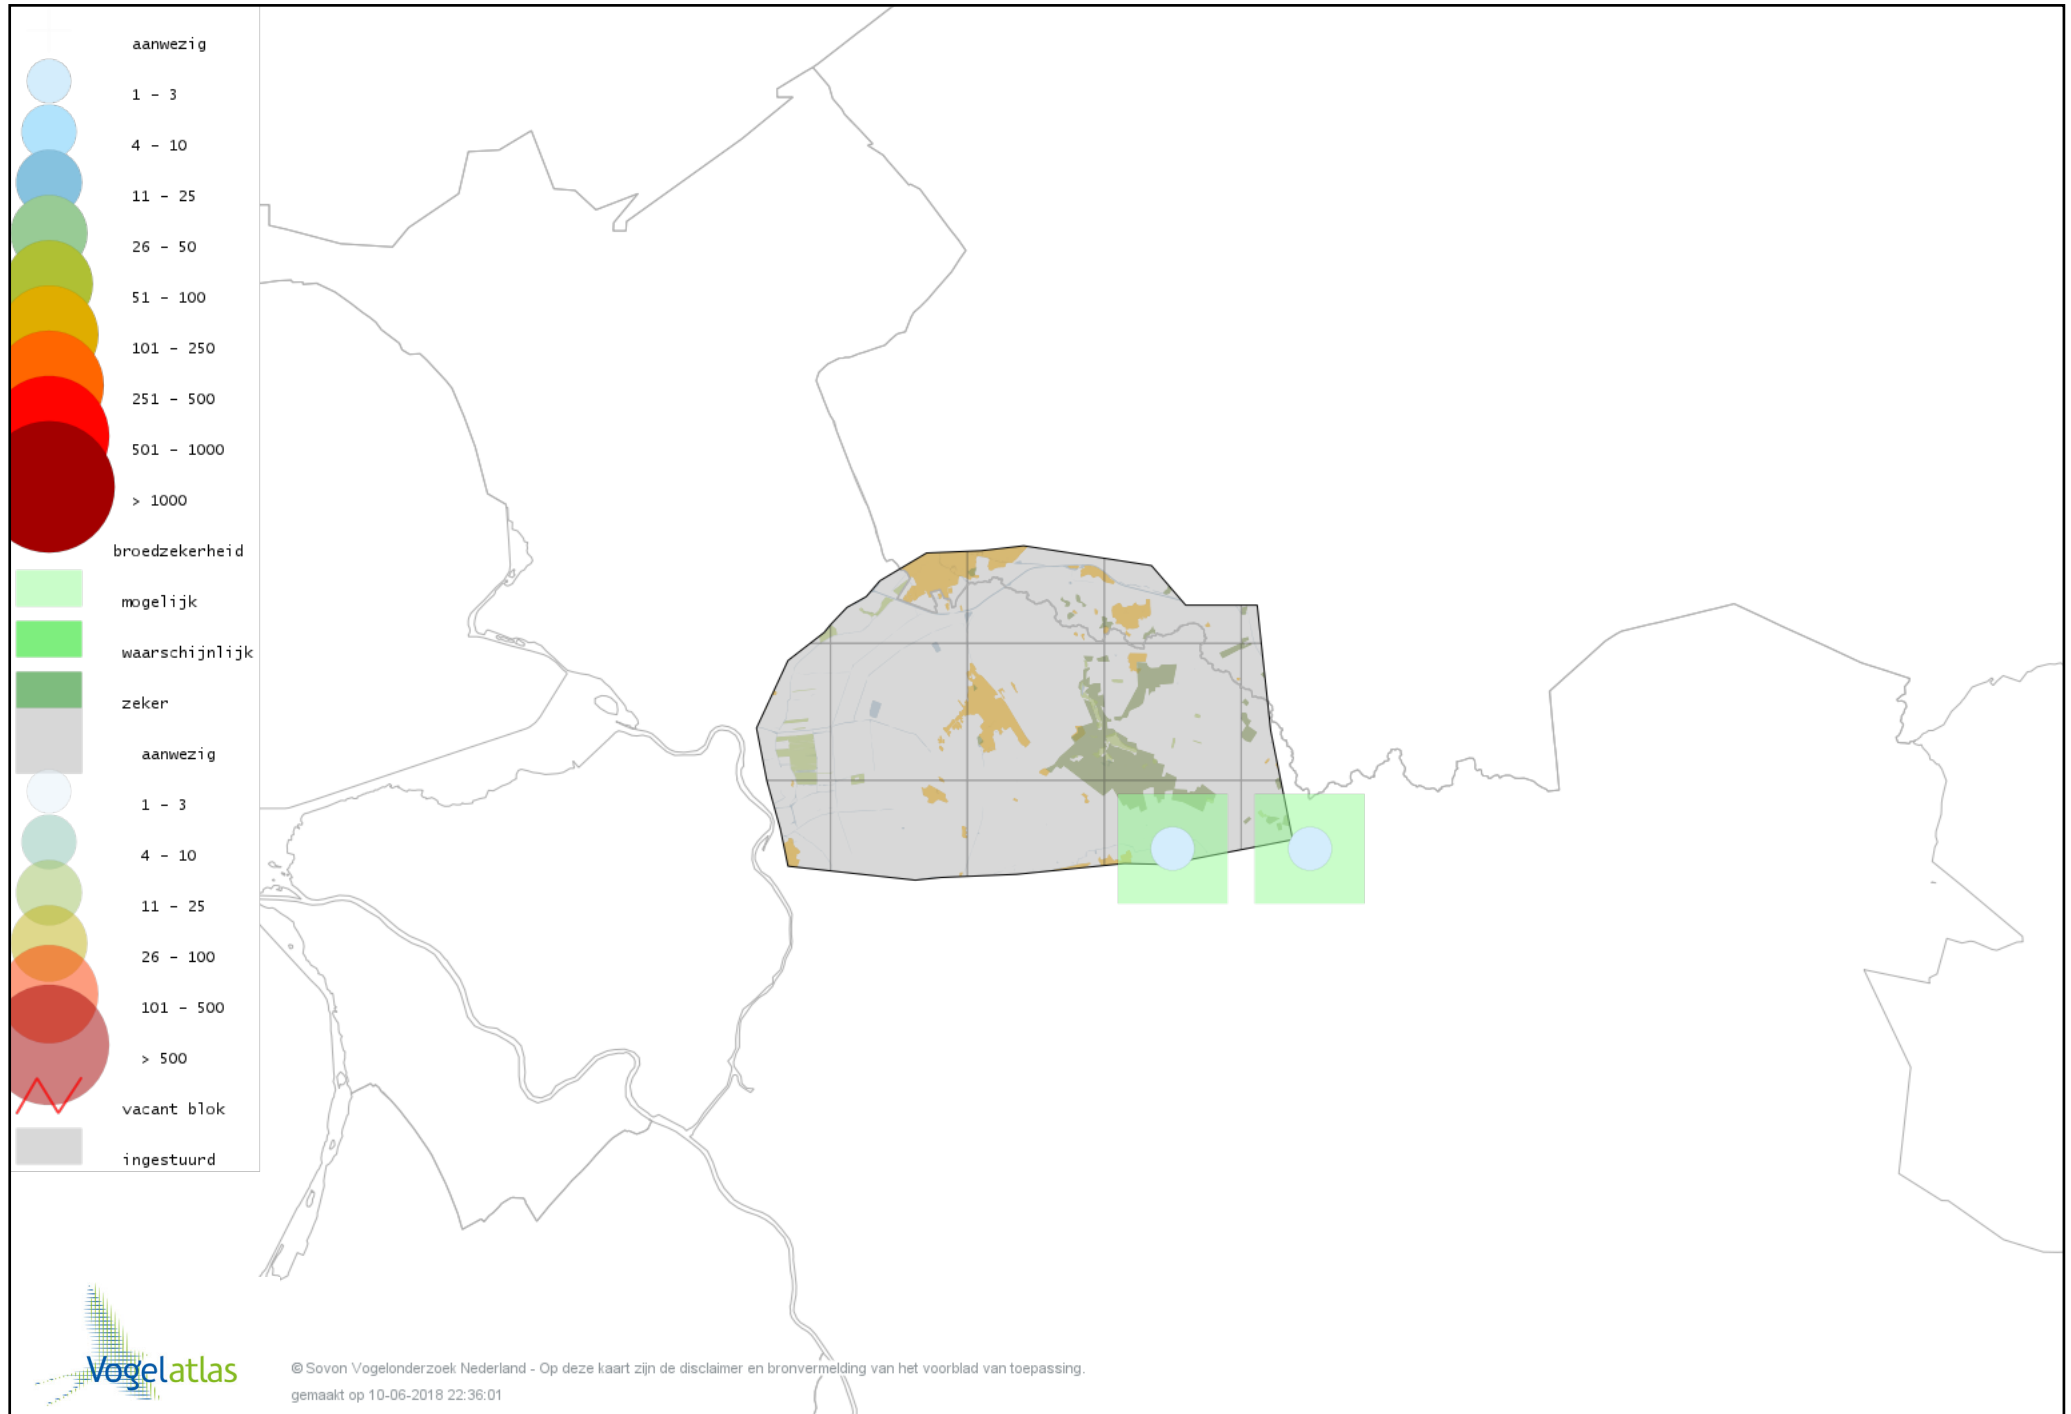 aanwezig
1 - 3
4 - 10
11 - 25
26 - 50
51 - 100
101 - 250
251 - 500
501 - 1000
> 1000
broedzekerheid
mogelijk
waarschijnlijk
zeker
aanwezig
1 - 3
4 - 10
11 - 25
26 - 100
101 - 500
> 500
vacant blok
ingestuurd
Vogelatlas
© Sovon Vogelonderzoek Nederland - Op deze kaart zijn de disclaimer en bronvermelding van het voorblad van toepassing.
gemaakt op 10-06-2018 22:36:01